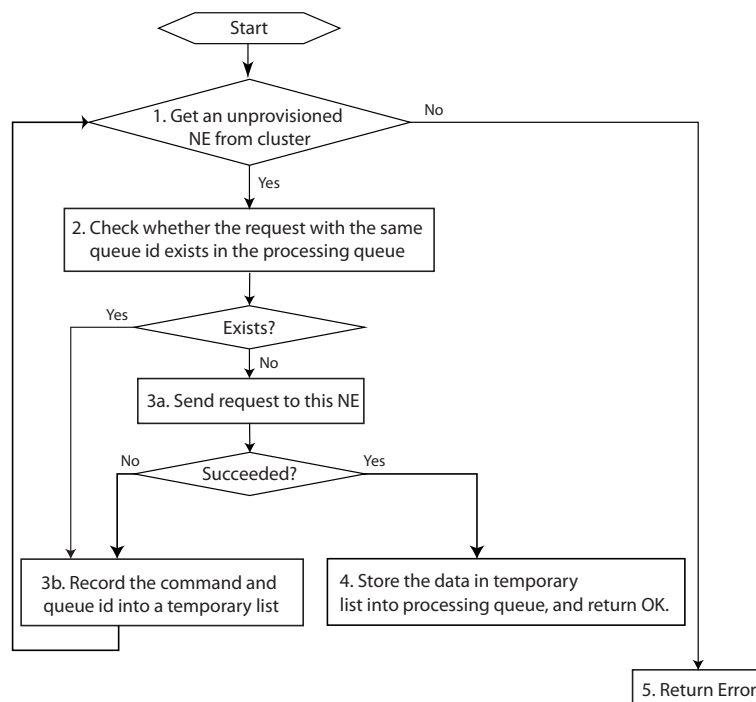 Start
1. Get an unprovisioned
NE from cluster
No
Yes
2. Check whether the request with the same
queue id exists in the processing queue
Yes
Exists?
No
3a. Send request to this NE
No
Succeeded?
Yes
3b. Record the command and
queue id into a temporary list
4. Store the data in temporary
list into processing queue, and return OK.
5. Return Error